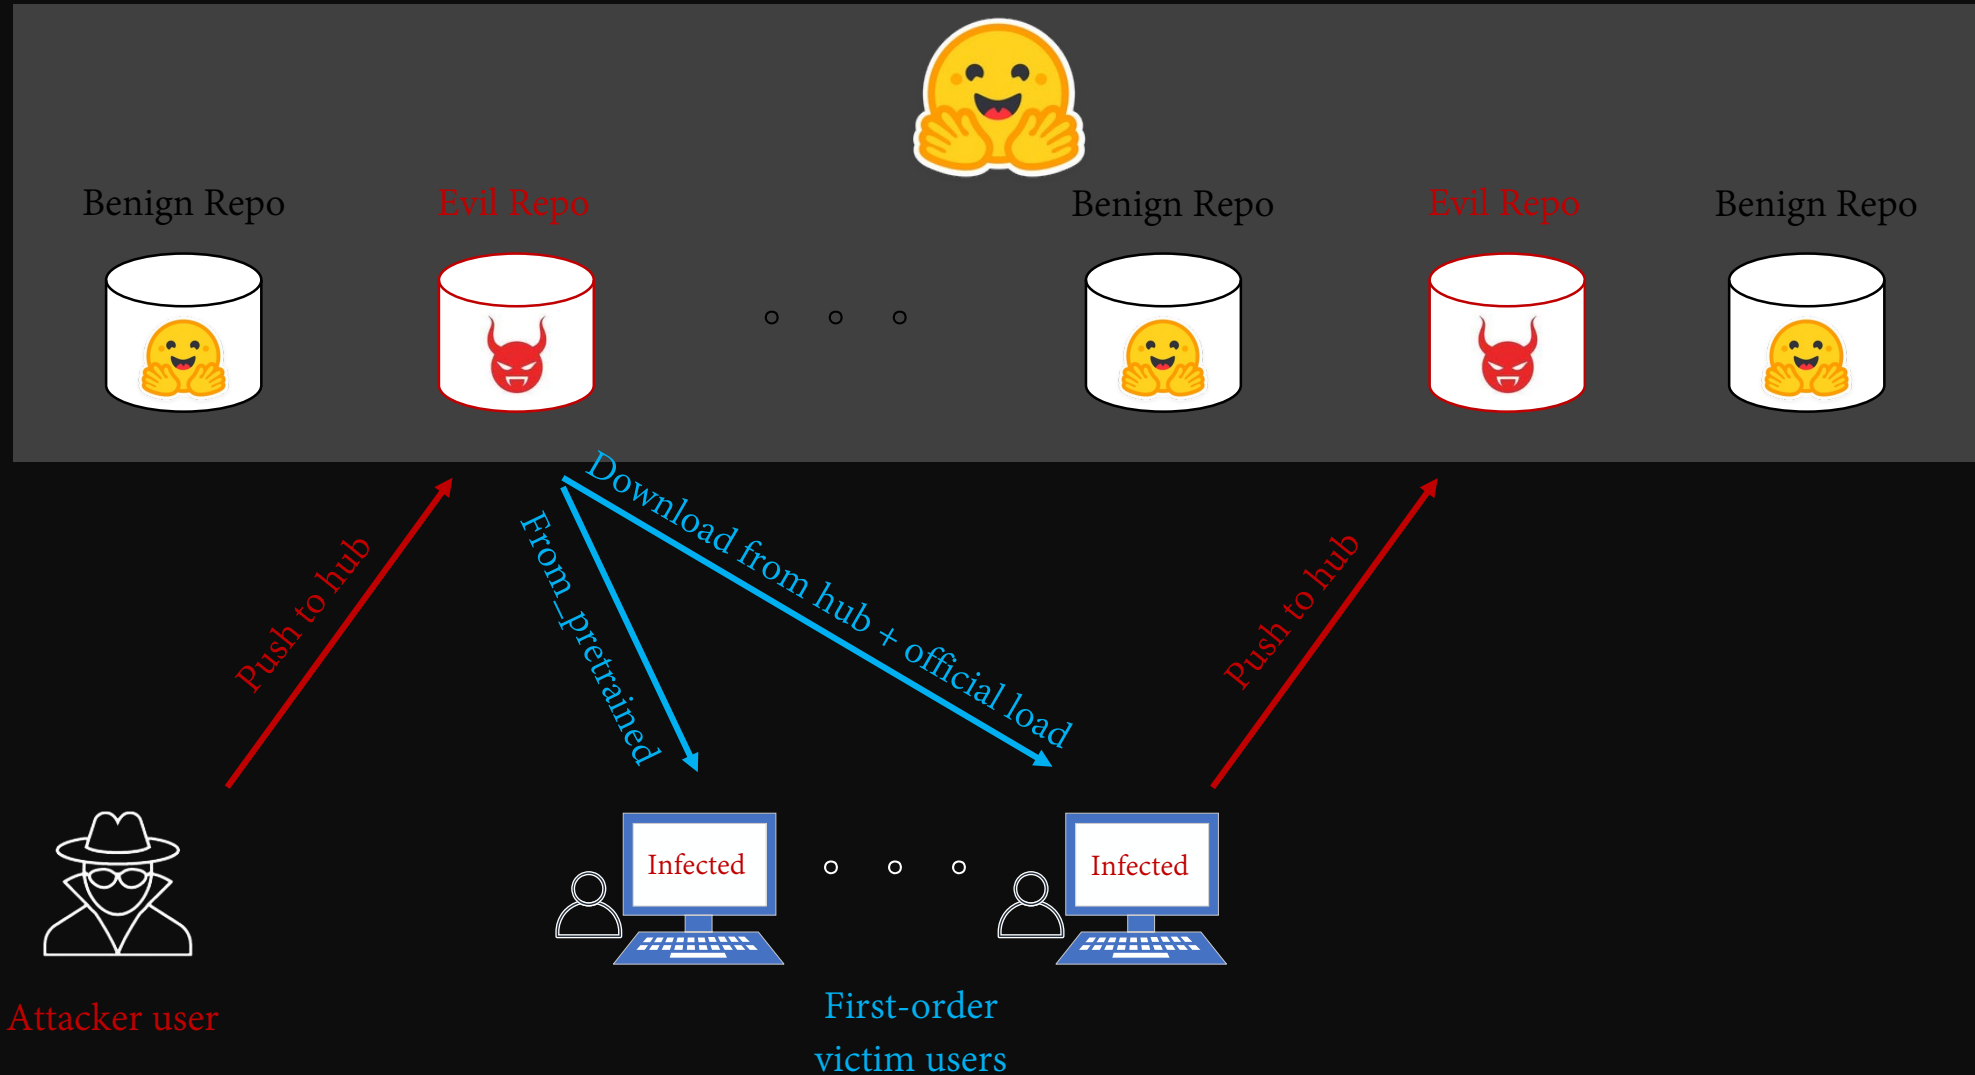 Benign Repo
Evil Repo
Benign Repo
Evil Repo
Benign Repo
Push to hub
From_pretrained
Download from hub + official load
Push to hub
Infected
Infected
Attacker user
First-order
victim users